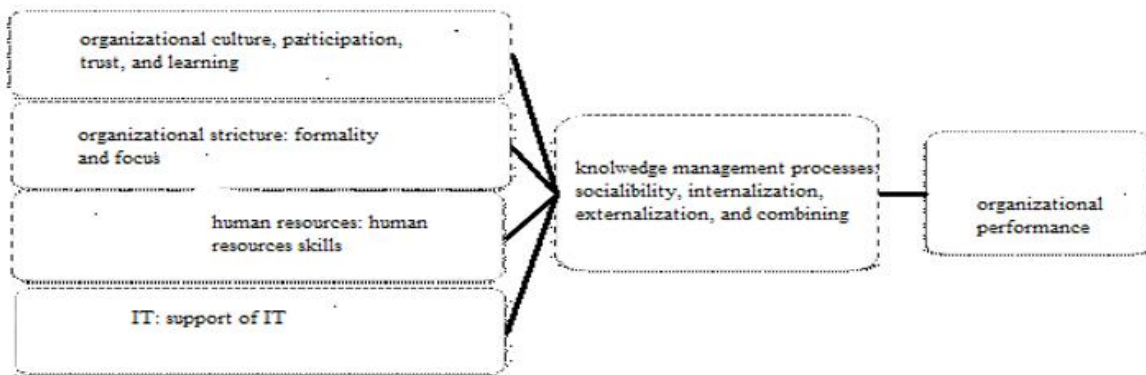 organizational culture, participation,
trust, and learning
organizational stricture: formality
and focus
human resources: human
resources skills
IT: support of IT
knolwedge management processes:
socialibility, internalization,
externalization, and combining
organizational
performance